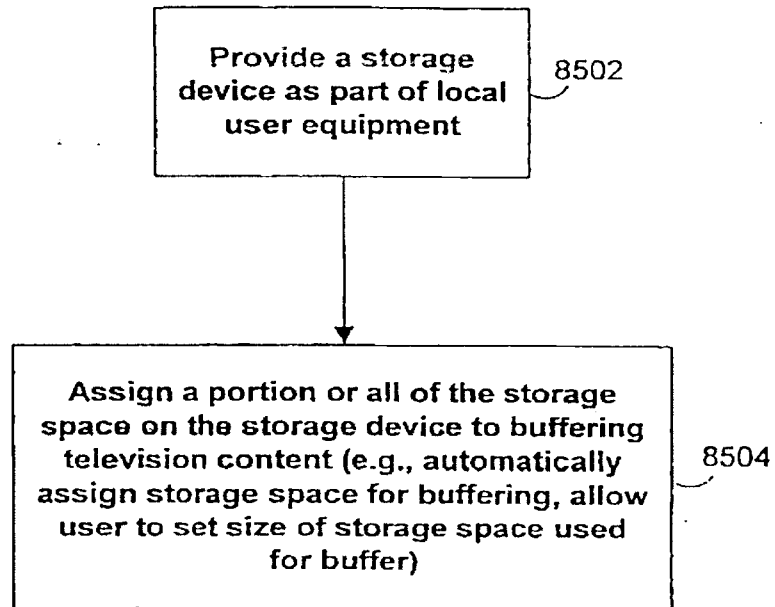 Provide a storage
device as part of local
user equipment
8502
Assign a portion or all of the storage
space on the storage device to buffering
television content (e.g., automatically
assign storage space for buffering, allow
user to set size of storage space used
for buffer)
8504